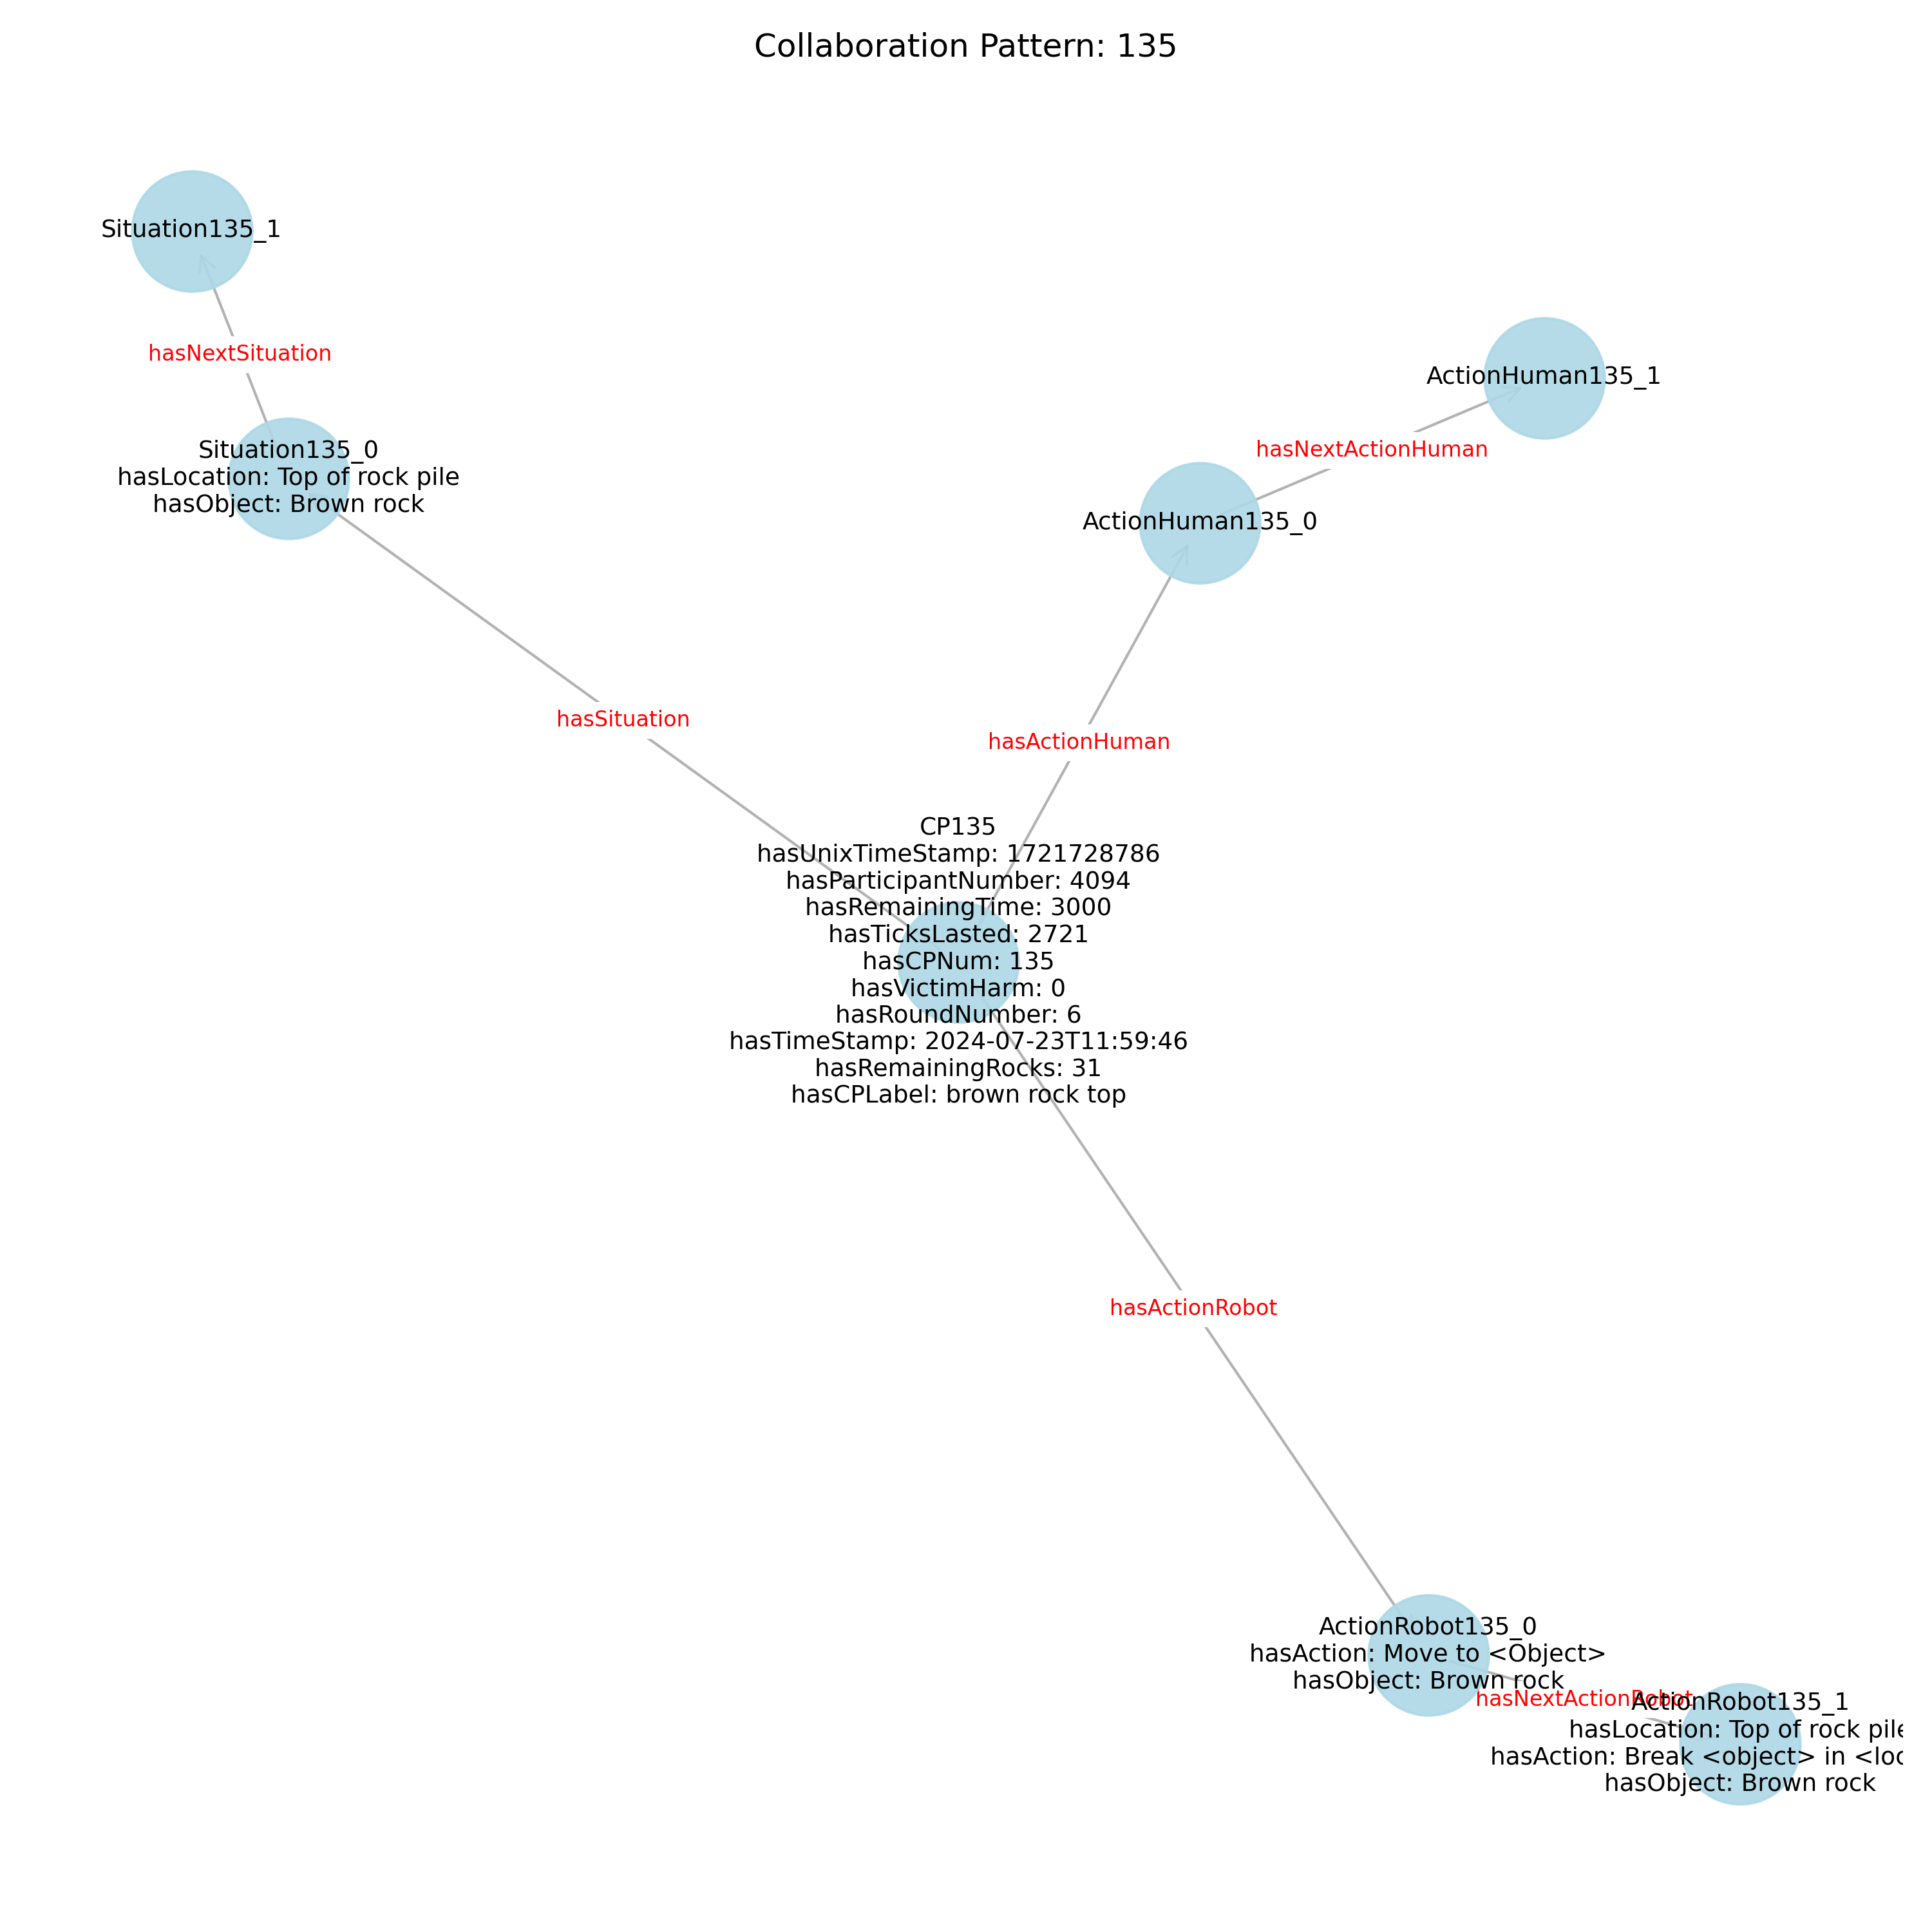 Collaboration Pattern: 135
Situation135_1
hasNextSituation
Situation135_0
hasLocation: Top of rock pile
hasObject: Brown rock
ActionHuman135_1
hasNextActionHuman
ActionHuman135_0
hasSituation
hasActionHuman
CP135
hasUnixTimeStamp: 1721728786
hasParticipantNumber: 4094
hasRemainingTime: 3000
hasTicksLasted: 2721
hasCPNum: 135
hasVictimHarm: 0
hasRoundNumber: 6
hasTimeStamp: 2024-07-23T11:59:46
hasRemainingRocks: 31
hasCPLabel: brown rock top
hasActionRobot
ActionRobot135_0
hasAction: Move to <Object>
hasObject: Brown rock
hasNextActionRobot
ActionRobot135_1
hasLocation: Top of rock pile
hasAction: Break <object> in
hasObject: Brown rock